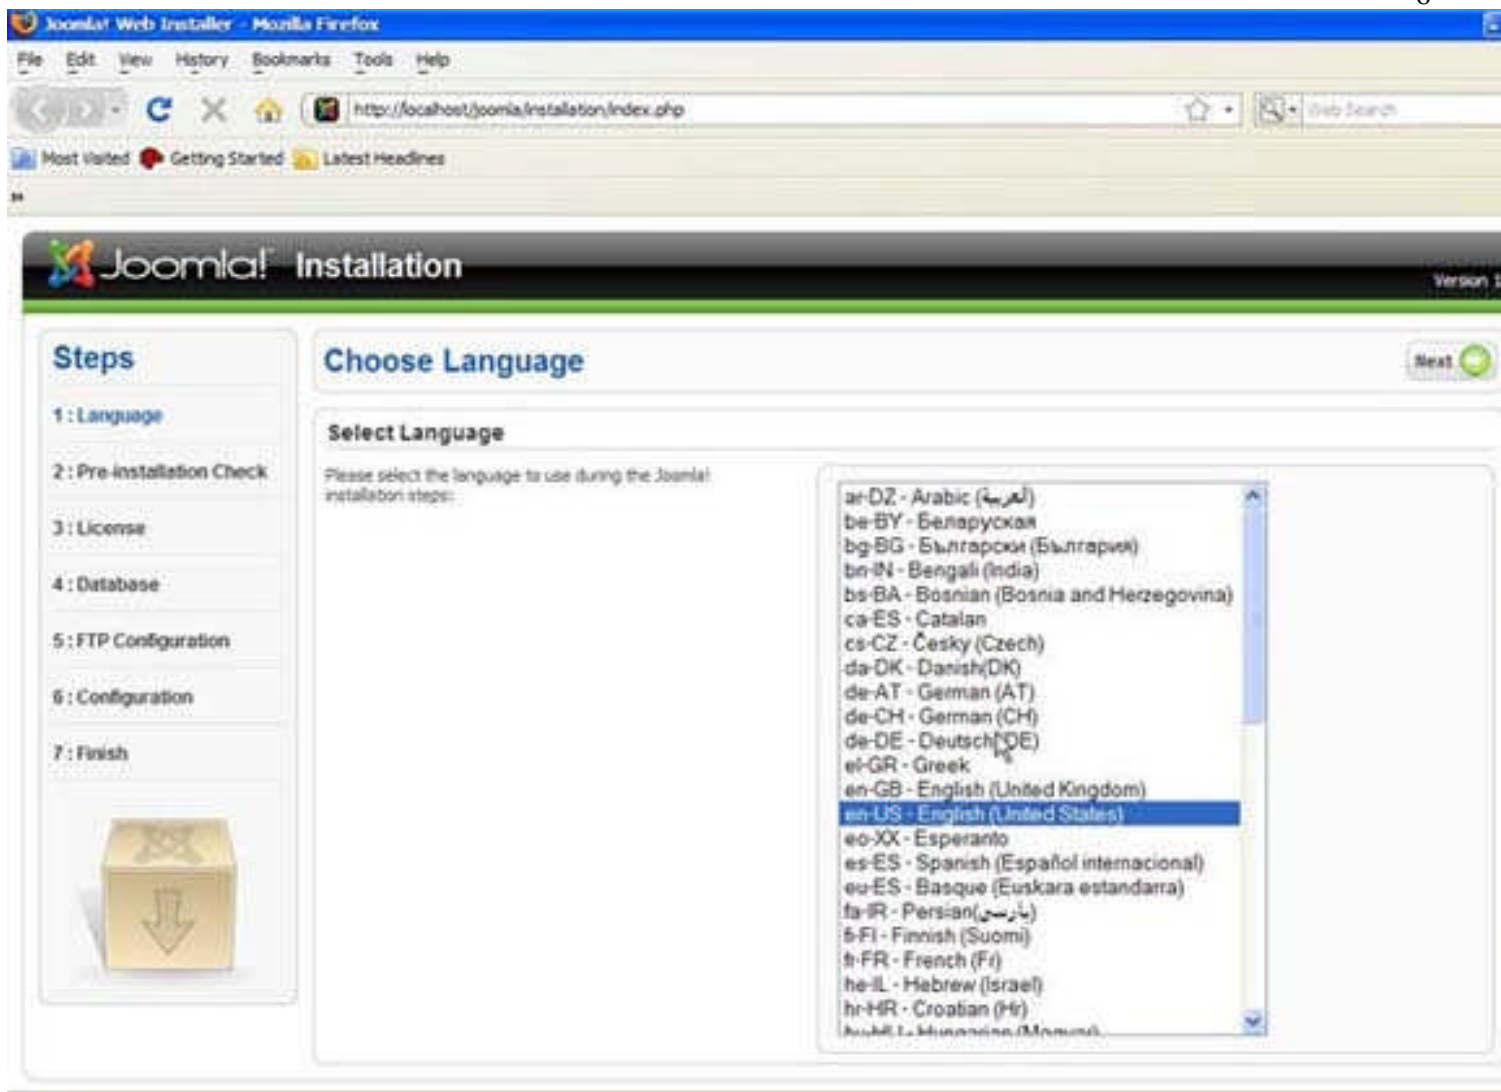 Joomla! Web Installer - Mozilla Firefox
File Edit View History Bookmarks Tools Help
http://localhost/joomla/installation/index.php
Web Search
Most Visited Getting Started Latest Headlines
»
Joomla! Installation
Version 1
Steps
Choose Language
Next
1 : Language
Select Language
2 : Pre-installation Check
Please select the language to use during the Joomla!
installation steps:
3 : License
4 : Database
5 : FTP Configuration
6 : Configuration
7 : Finish
ar-DZ - Arabic (العربية)
be-BY - Беларуская
bg-BG - Български (България)
bn-IN - Bengali (India)
bs-BA - Bosnian (Bosnia and Herzegovina)
ca-ES - Catalan
cs-CZ - Česky (Czech)
da-DK - Danish(DK)
de-AT - German (AT)
de-CH - German (CH)
de-DE - Deutsch(DE)
el-GR - Greek
en-GB - English (United Kingdom)
en-US - English (United States)
eo-XX - Esperanto
es-ES - Spanish (Español internacional)
eu-ES - Basque (Euskara estandarra)
fa-IR - Persian(پارسی)
fi-FI - Finnish (Suomi)
fr-FR - French (Fr)
he-IL - Hebrew (Israel)
hr-HR - Croatian (Hr)
hu-HU - Hungarian (Magyar)